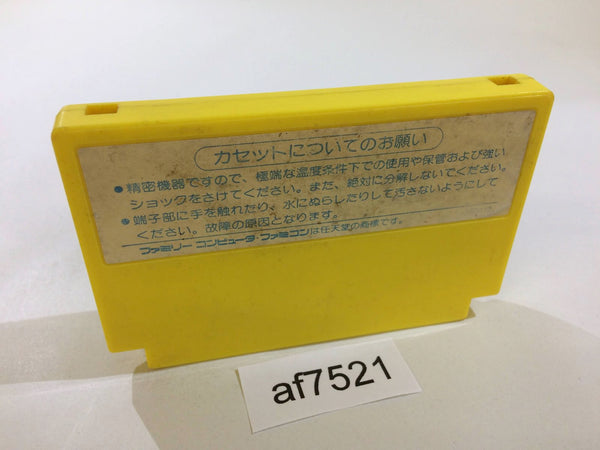 カセットについてのお願い
●精密機器ですので、極端な温度条件下での使用や保管および強い
ショックをさけてください。また、絶対に分解しないでください。
●端子部に手を触れたり、水にぬらしたりして汚さないようにして
ください。故障の原因となります。
ファミリー コンピュータ・ファミコンは任天堂の商標です。
af7521